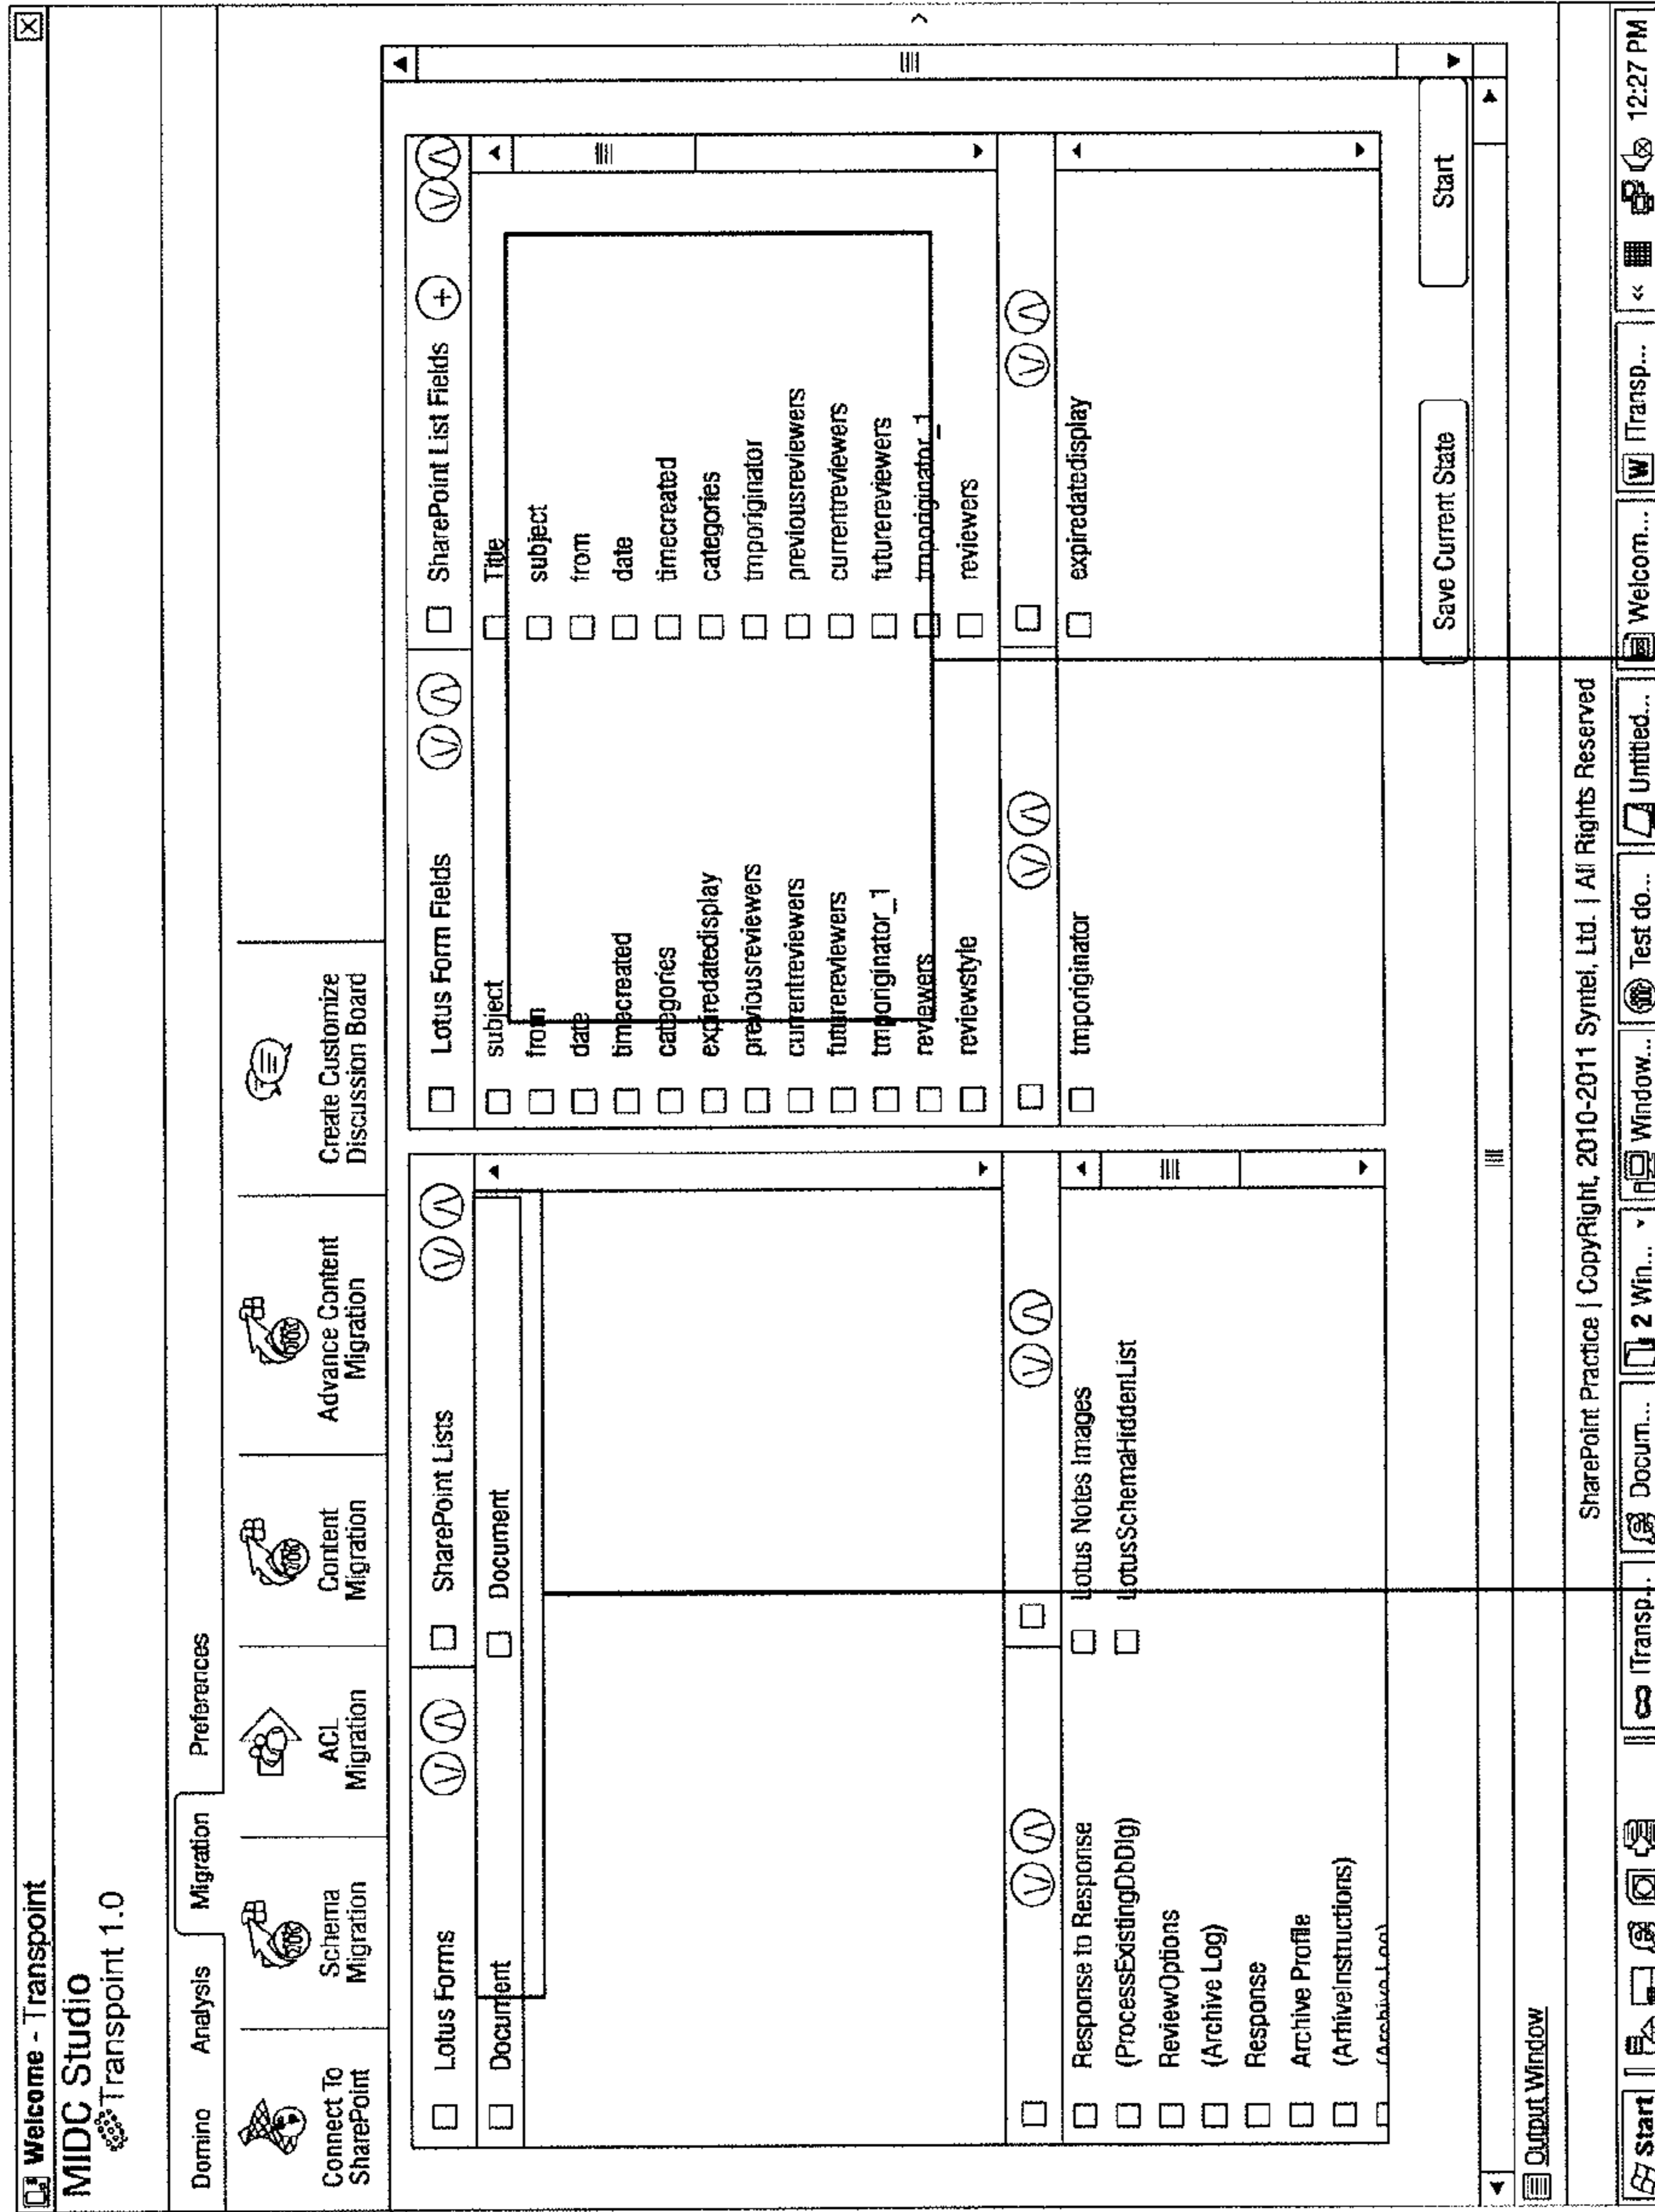 Welcome - Transpoint
MIDC Studio
Transpoint 1.0
Domino Analysis Migration Preferences
Connect To SharePoint
Schema Migration
ACL Migration
Content Migration
Advance Content Migration
Create Customize Discussion Board
Lotus Forms
SharePoint Lists
Document
Document
Response to Response
(ProcessExistingDbDlg)
ReviewOptions
(Archive Log)
Response
Archive Profile
(ArhiveInstructions)
(Archive Log)
Lotus Notes Images
LotusSchemaHiddenList
Lotus Form Fields
SharePoint List Fields
subject
from
date
timecreated
categories
expiredatedisplay
previousreviewers
currentreviewers
futurereviewers
tmporiginator_1
reviewers
reviewstyle
Title
subject
from
date
timecreated
categories
tmporiginator
previousreviewers
currentreviewers
futurereviewers
tmporiginator_1
reviewers
tmporiginator
expiredatedisplay
Save Current State
Start
Output Window
SharePoint Practice | CopyRight, 2010-2011 Syntel, Ltd. | All Rights Reserved
Start
[Transp...
Docum...
2 Win...
Window...
Test do...
Untitled...
Welcom...
W [Transp...
<< 12:27 PM